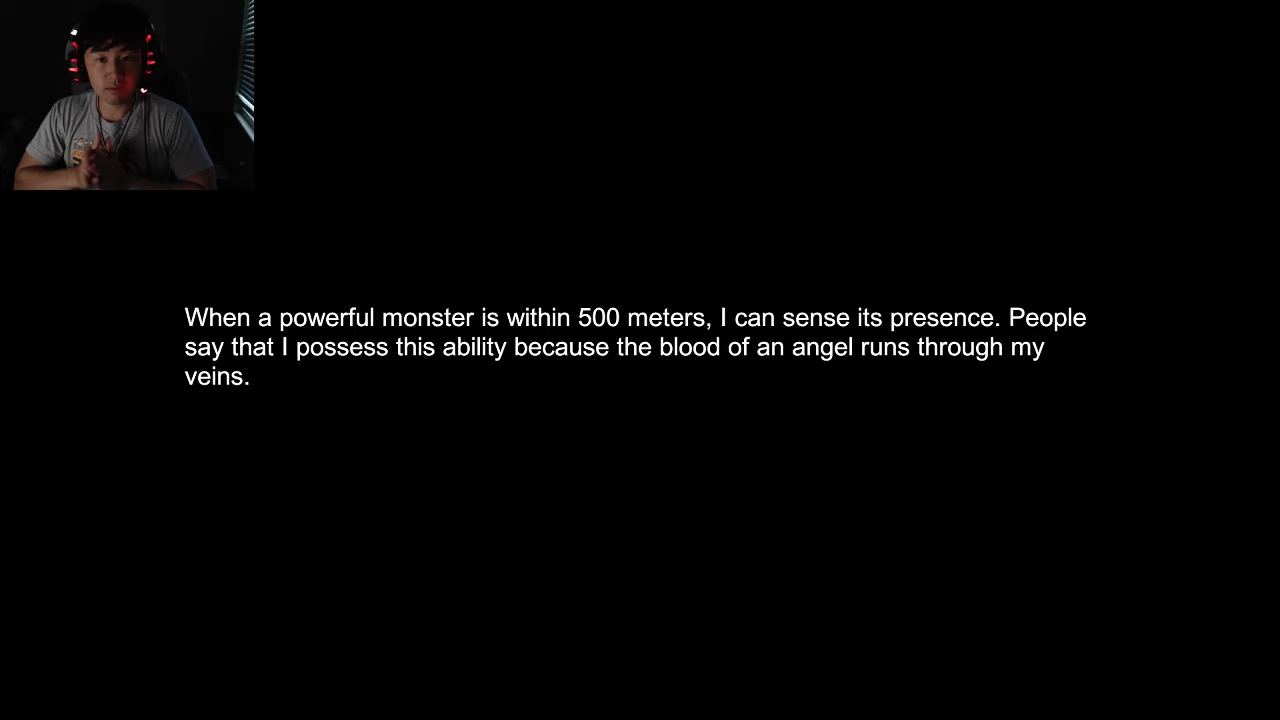 When a powerful monster is within 500 meters, I can sense its presence. People
say that I possess this ability because the blood of an angel runs through my
veins.